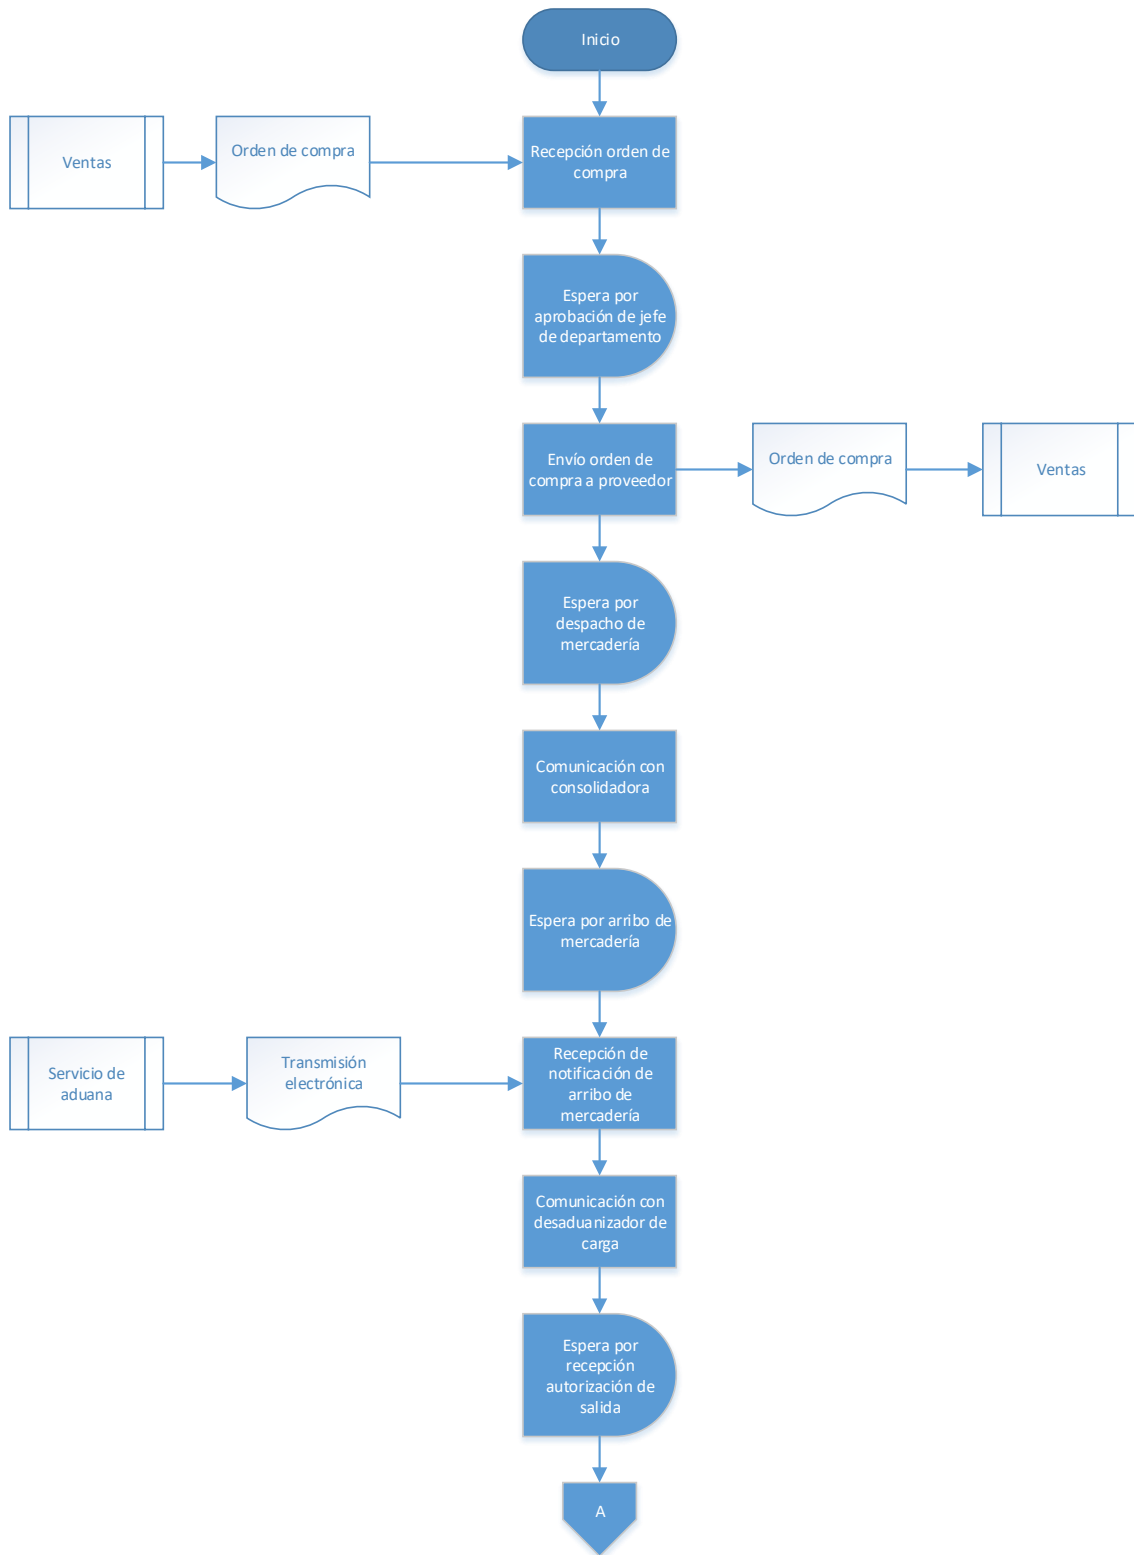 Inicio
Ventas
Orden de compra
Recepción orden de
compra
Espera por
aprobación de jefe
de departamento
Envío orden de
compra a proveedor
Orden de compra
Ventas
Espera por
despacho de
mercadería
Comunicación con
consolidadora
Espera por arribo de
mercadería
Servicio de
aduana
Transmisión
electrónica
Recepción de
notificación de
arribo de
mercadería
Comunicación con
desaduanizador de
carga
Espera por
recepción
autorización de
salida
A